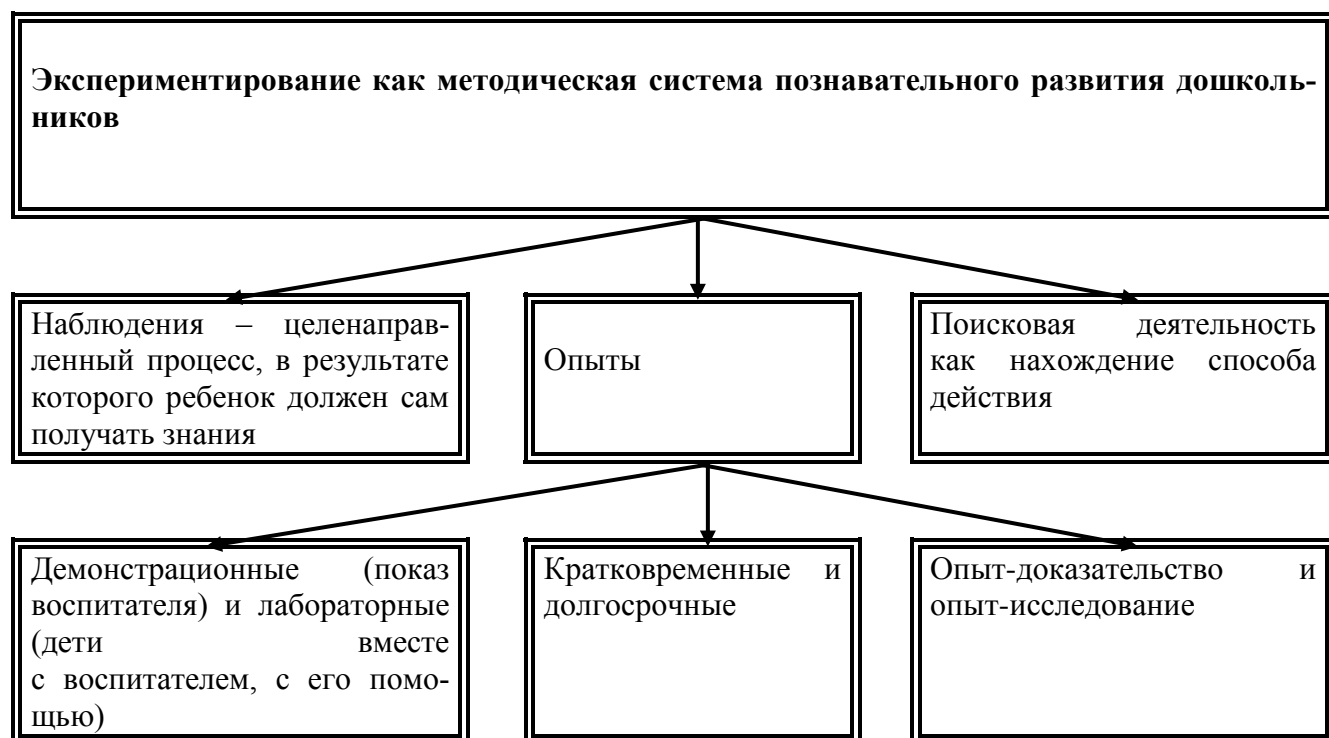 Экспериментирование как методическая система познавательного развития дошколь-
ников
Наблюдения – целенаправ-
ленный процесс, в результате
которого ребенок должен сам
получать знания
Опыты
Поисковая деятельность
как нахождение способа
действия
Демонстрационные (показ
воспитателя) и лабораторные
(дети вместе
с воспитателем, с его помо-
щью)
Кратковременные и
долгосрочные
Опыт-доказательство и
опыт-исследование